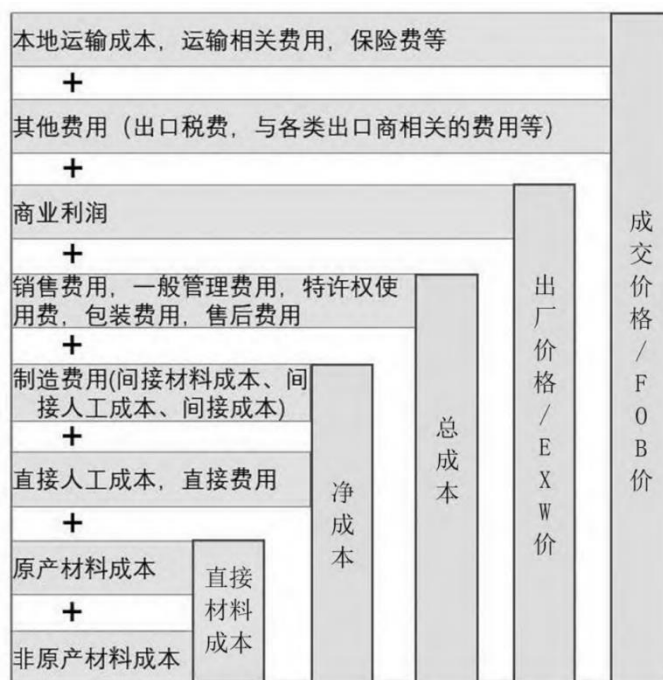 本地运输成本，运输相关费用，保险费等
+
其他费用（出口税费，与各类出口商相关的费用等）
+
商业利润
+
销售费用，一般管理费用，特许权使
用费，包装费用，售后费用
+
制造费用(间接材料成本、间
接人工成本、间接成本)
+
直接人工成本，直接费用
+
原产材料成本
+
非原产材料成本
直接
材料
成本
净成本
总成本
出厂价格/EXW价
成交价格/FOB价